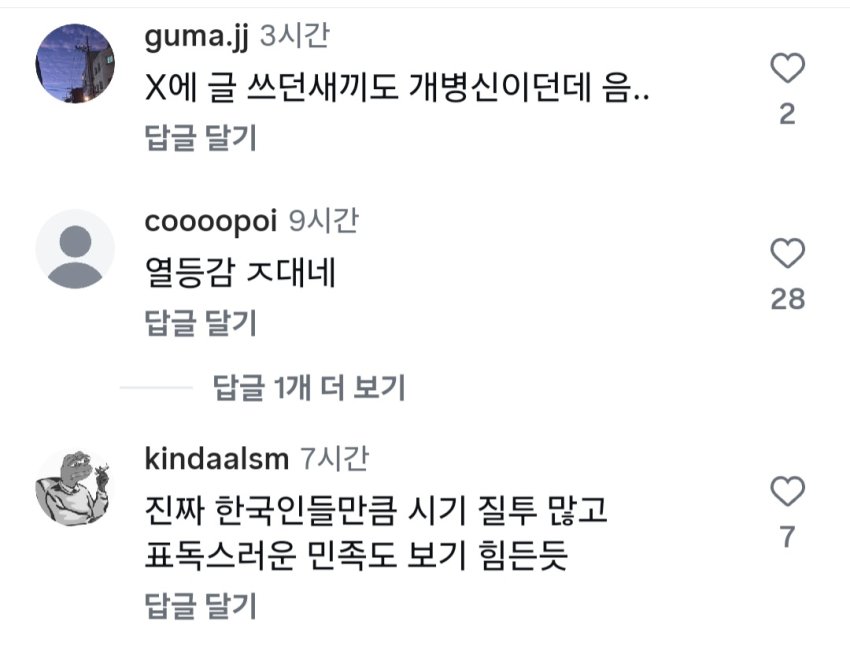 guma.jj 3시간
X에 글 쓰던새끼도 개병신이던데 음..
2
답글 달기
coooopoi 9시간
열등감 ㅈ대네
28
답글 달기
답글 1개 더 보기
kindaalsm 7시간
진짜 한국인들만큼 시기 질투 많고
표독스러운 민족도 보기 힘든듯
7
답글 달기